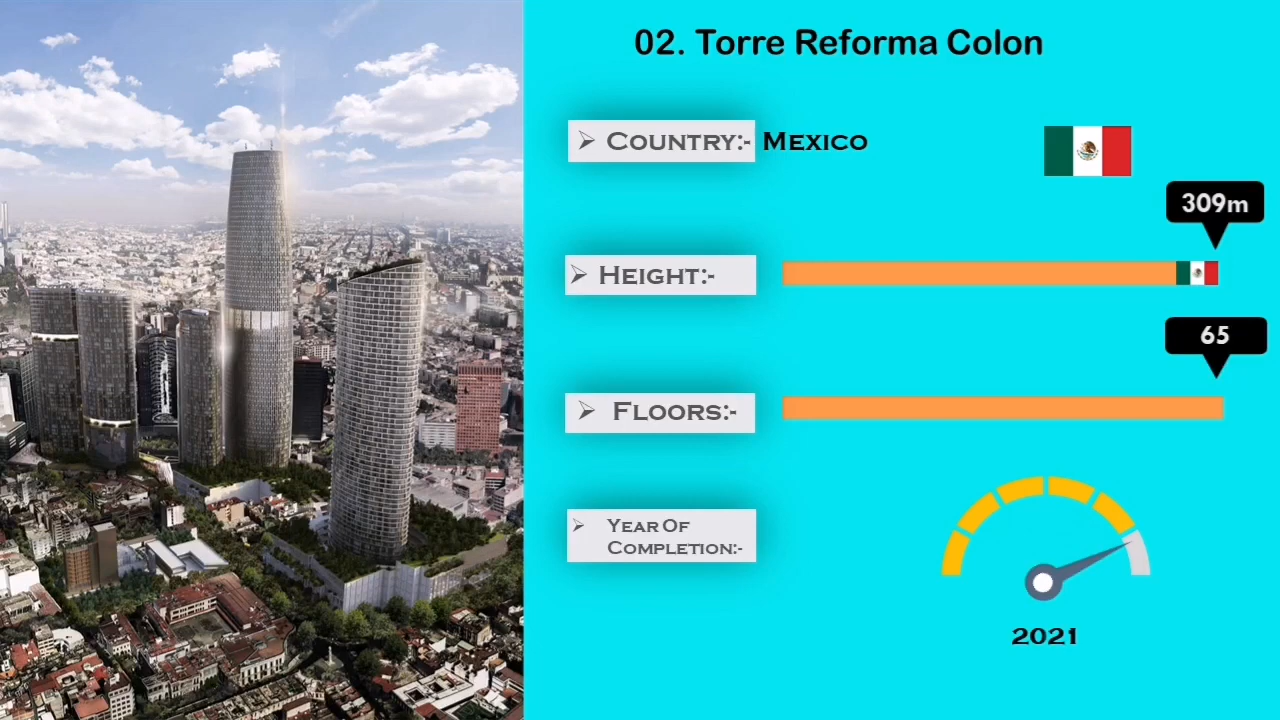 02. Torre Reforma Colon
➢ Country:- Mexico
309m
➢ Height:-
65
➢ Floors:-
➢ Year Of
Completion:-
2021